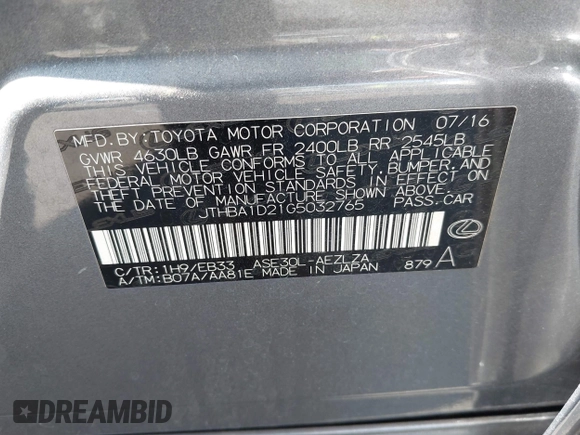 MFD.BY:TOYOTA MOTOR CORPORATION 07/16
GVWR 4630LB GAWR FR 2400LB RR 2545LB
THIS VEHICLE CONFORMS TO ALL APPLICABLE
FEDERAL MOTOR VEHICLE SAFETY,BUMPER,AND
THEFT PREVENTION STANDARDS IN EFFECT ON
THE DATE OF MANUFACTURE SHOWN ABOVE.
JTHBA1D21G5032765 PASS.CAR
C/TR:1H9/EB33 ASE30L-AEZLZA
A/TM:B07A/AA81E MADE IN JAPAN 879 A
DREAMBID